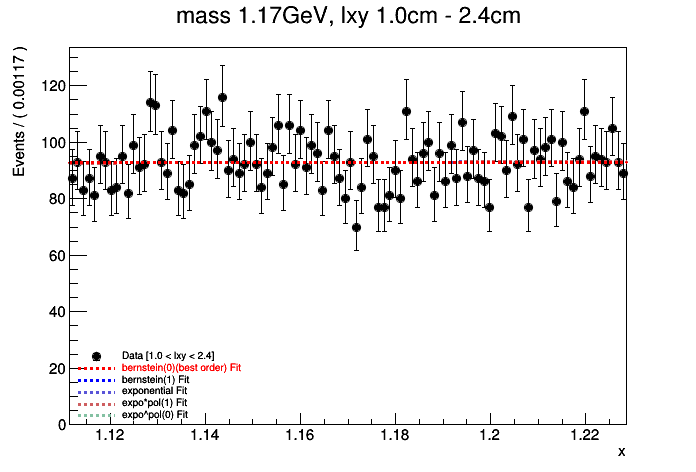 mass 1.17GeV, lxy 1.0cm - 2.4cm
Events / ( 0.00117 )
120
100
80
60
40
20
0
Data [1.0 < lxy < 2.4]
bernstein(0)(best order) Fit
bernstein(1) Fit
exponential Fit
expo*pol(1) Fit
expo^pol(0) Fit
1.12 1.14 1.16 1.18 1.2 1.22
x